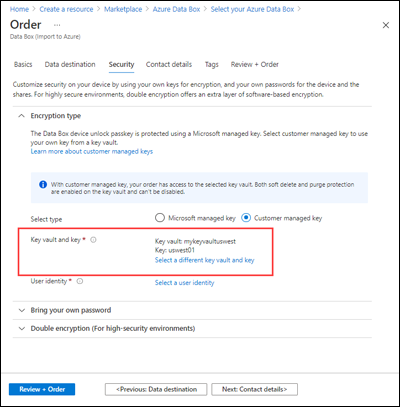 Home > Create a resource > Marketplace > Azure Data Box > Select your Azure Data Box >
Order ...
Data Box (Import to Azure)
Basics Data destination Security Contact details Tags Review + Order
Customize security on your device by using your own keys for encryption, and your own passwords for the device and the
shares. For highly secure environments, double encryption offers an extra layer of software-based encryption.
Encryption type
The Data Box device unlock passkey is protected using a Microsoft managed key. Select customer managed key to use
your own key from a key vault.
Learn more about customer managed keys
With customer managed key, your order has access to the selected key vault. Both soft delete and purge protection
are enabled on the key vault and can't be disabled.
Select type Microsoft managed key Customer managed key
Key vault and key * Key vault: mykeyvaultuswest
Key: uswest01
Select a different key vault and key
User identity * Select a user identity
Bring your own password
Double encryption (For high-security environments)
Review + Order <Previous: Data destination Next: Contact details>